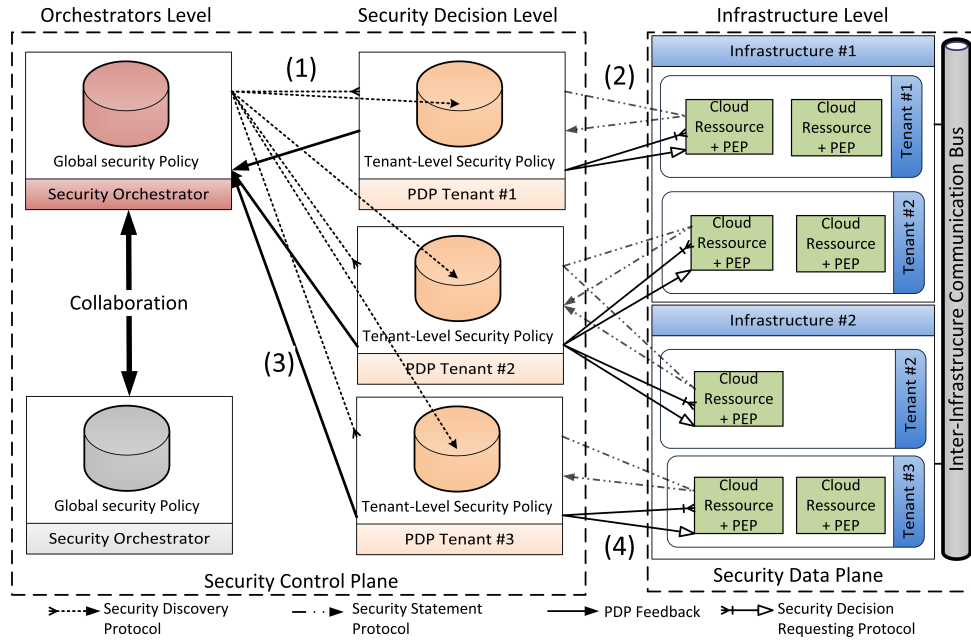 Orchestrators Level
Security Decision Level
Infrastructure Level
(1)
(2)
Global security Policy
Security Orchestrator
Tenant-Level Security Policy
PDP Tenant #1
Infrastructure #1
Cloud
Ressource
+ PEP
Cloud
Ressource
+ PEP
Tenant #1
Collaboration
Tenant-Level Security Policy
PDP Tenant #2
Cloud
Ressource
+ PEP
Cloud
Ressource
+ PEP
Tenant #2
Infrastructure #2
(3)
Cloud
Ressource
+ PEP
Tenant #2
Global security Policy
Security Orchestrator
Tenant-Level Security Policy
PDP Tenant #3
Cloud
Ressource
+ PEP
Cloud
Ressource
+ PEP
Tenant #3
(4)
Inter-Infrastrucure Communication Bus
Security Control Plane
Security Data Plane
Security Discovery
Protocol
Security Statement
Protocol
PDP Feedback
Security Decision
Requesting Protocol